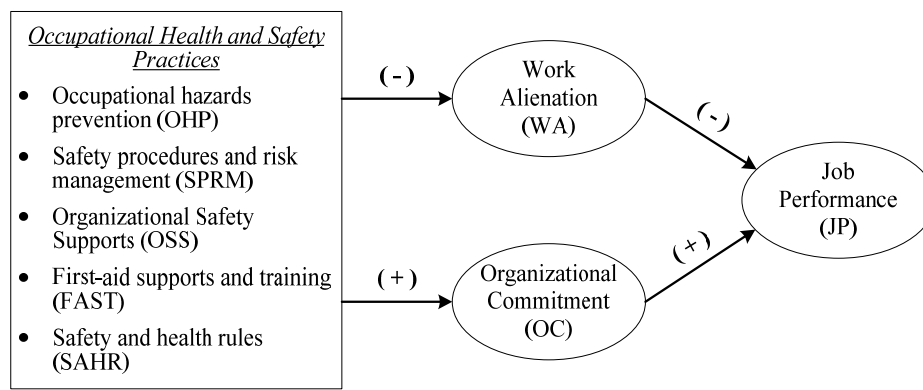 Occupational Health and Safety
Practices
• Occupational hazards
prevention (OHP)
• Safety procedures and risk
management (SPRM)
• Organizational Safety
Supports (OSS)
• First-aid supports and training
(FAST)
• Safety and health rules
(SAHR)
(-)
Work
Alienation
(WA)
(-)
(+)
Organizational
Commitment
(OC)
(+)
Job
Performance
(JP)